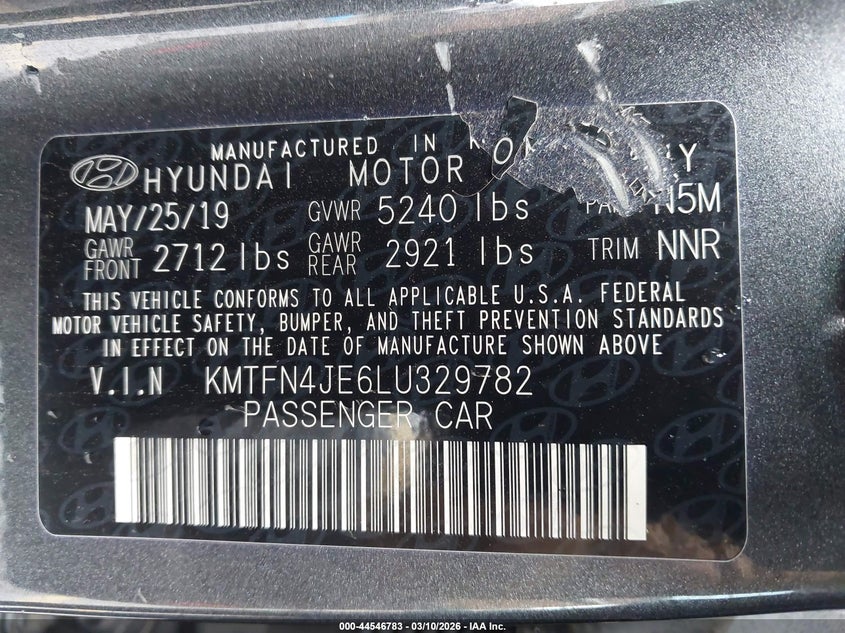 MANUFACTURED IN
HYUNDAI MOTOR
MAY/25/19 GVWR 5240 lbs N5M
GAWR FRONT 2712 lbs GAWR REAR 2921 lbs TRIM NNR
THIS VEHICLE CONFORMS TO ALL APPLICABLE U.S.A. FEDERAL
MOTOR VEHICLE SAFETY, BUMPER, AND THEFT PREVENTION STANDARDS
IN EFFECT ON THE DATE OF MANUFACTURE SHOWN ABOVE
V.I.N KMTFN4JE6LU329782
PASSENGER CAR
000-44546783 - 03/10/2026 - IAA Inc.